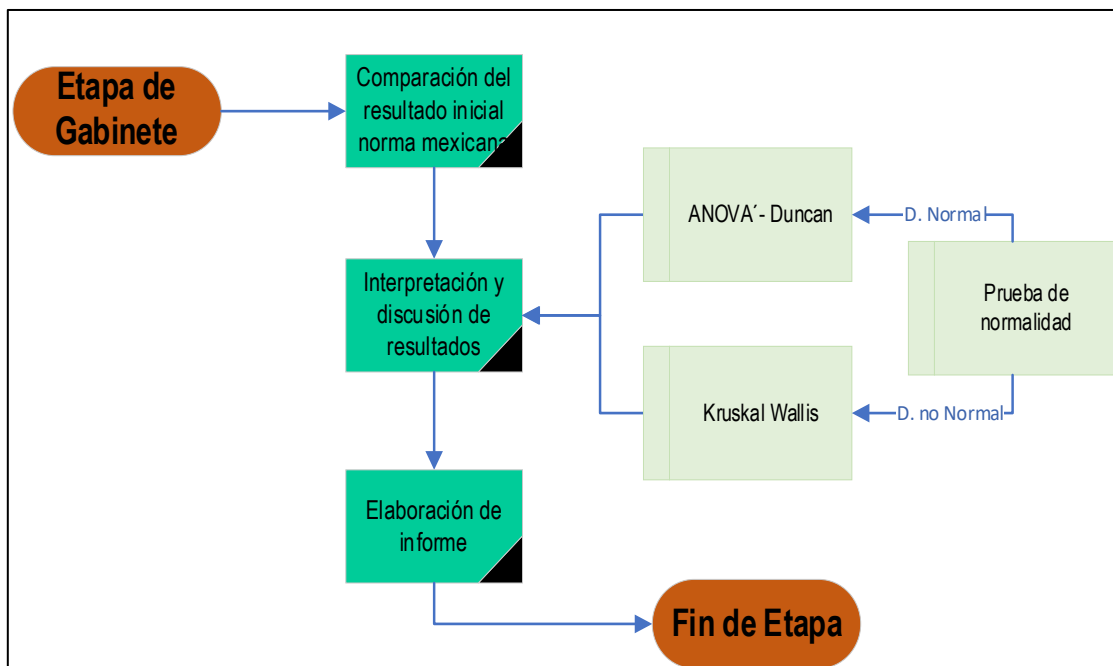 Etapa de
Gabinete
Comparación del
resultado inicial
norma mexicana
ANOVA´- Duncan
D. Normal
Prueba de
normalidad
Interpretación y
discusión de
resultados
Kruskal Wallis
D. no Normal
Elaboración de
informe
Fin de Etapa